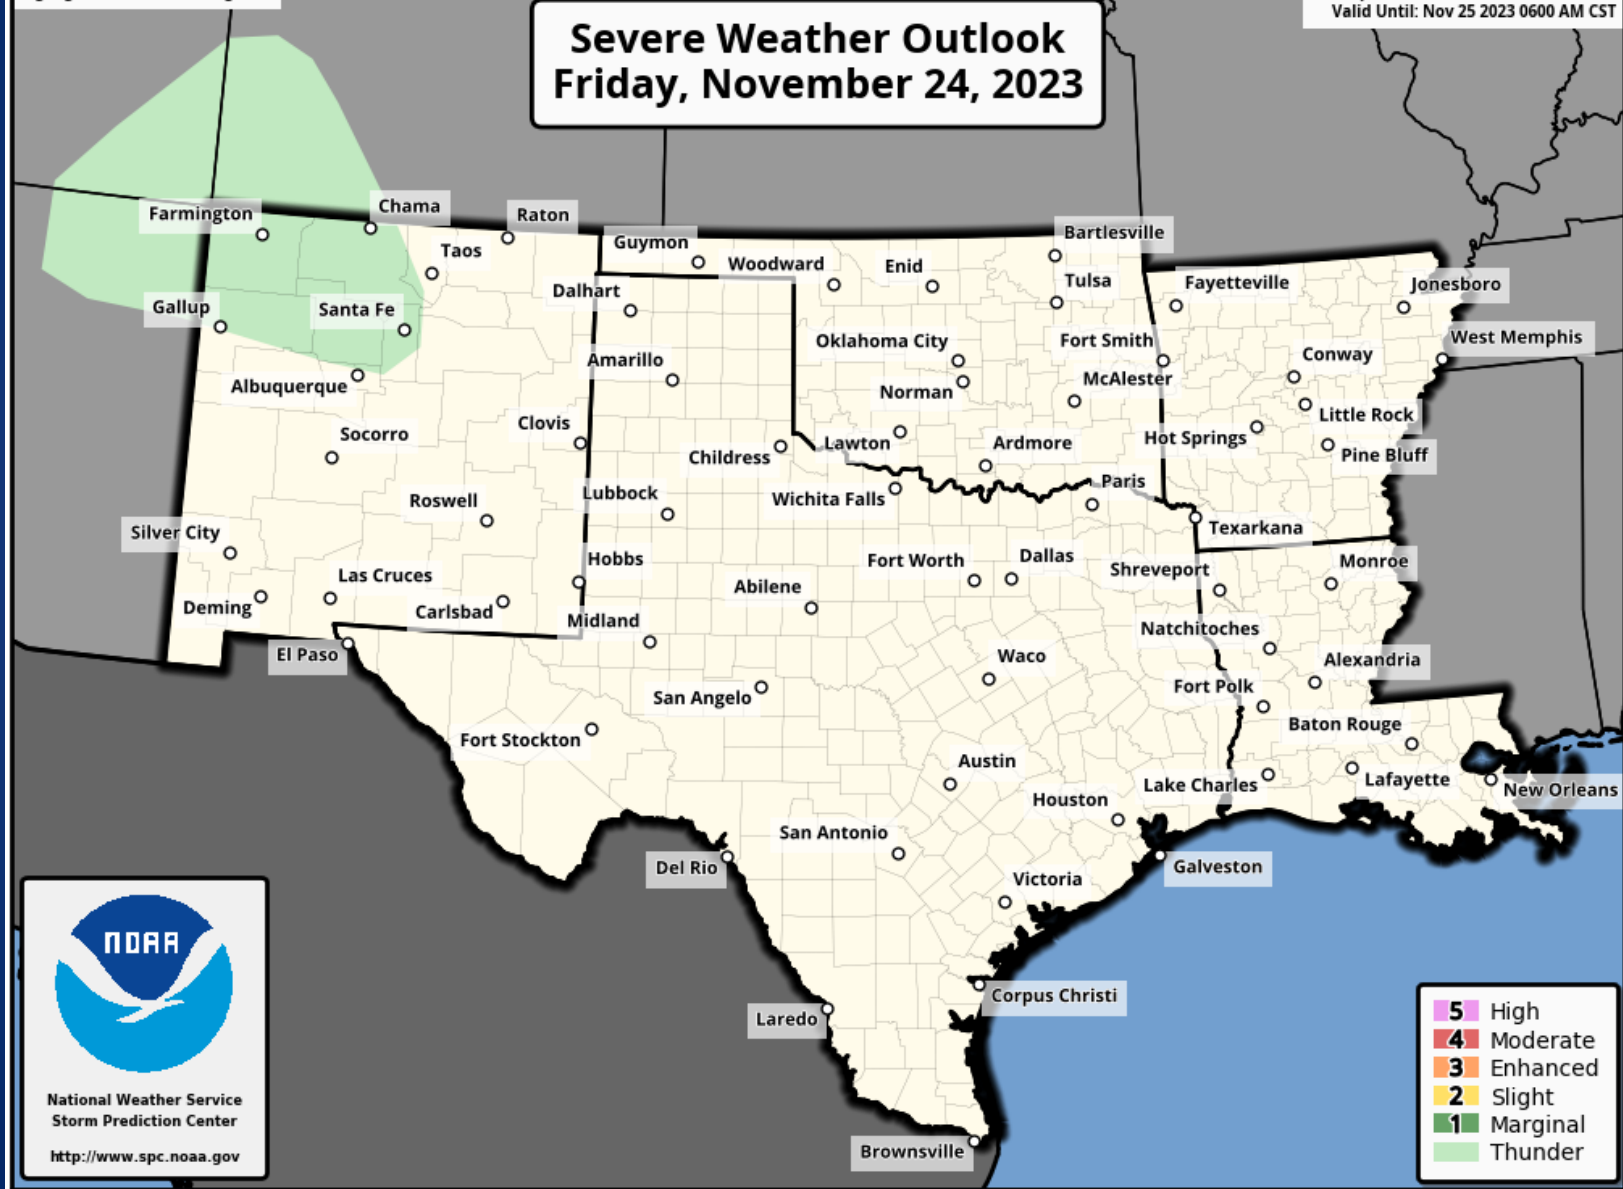 Valid Until: Nov 25 2023 0600 AM CST
Severe Weather Outlook
Friday, November 24, 2023
Farmington
Chama
Raton
Taos
Guymon
Woodward
Enid
Bartlesville
Tulsa
Fayetteville
Jonesboro
Gallup
Santa Fe
Dalhart
Oklahoma City
Fort Smith
Conway
West Memphis
Albuquerque
Amarillo
Norman
McAlester
Little Rock
Socorro
Clovis
Childress
Lawton
Ardmore
Hot Springs
Pine Bluff
Roswell
Lubbock
Wichita Falls
Paris
Texarkana
Silver City
Hobbs
Fort Worth
Dallas
Shreveport
Monroe
Las Cruces
Deming
Carlsbad
Midland
Abilene
Natchitoches
El Paso
San Angelo
Waco
Alexandria
Fort Polk
Fort Stockton
Baton Rouge
Austin
Houston
Lake Charles
Lafayette
New Orleans
San Antonio
Del Rio
Victoria
Galveston
Laredo
Corpus Christi
Brownsville
NOAA
National Weather Service
Storm Prediction Center
http://www.spc.noaa.gov
5 High
4 Moderate
3 Enhanced
2 Slight
1 Marginal
Thunder